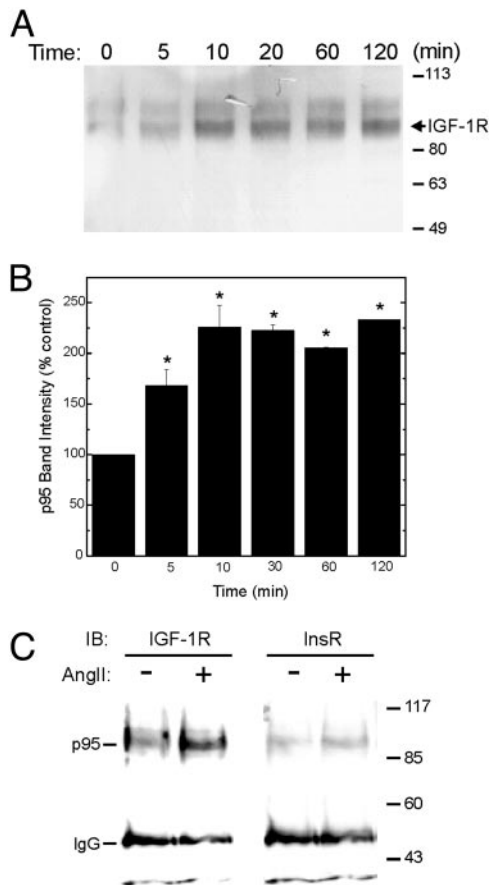 A
Time: 0 5 10 20 60 120 (min)
113
IGF-1R
80
63
49
B
p95 Band Intensity (% control)
250
200
150
100
50
0
* * * * *
0 5 10 30 60 120
Time (min)
C
IB: IGF-1R InsR
AngII: - + - +
117
p95
85
60
IgG
43